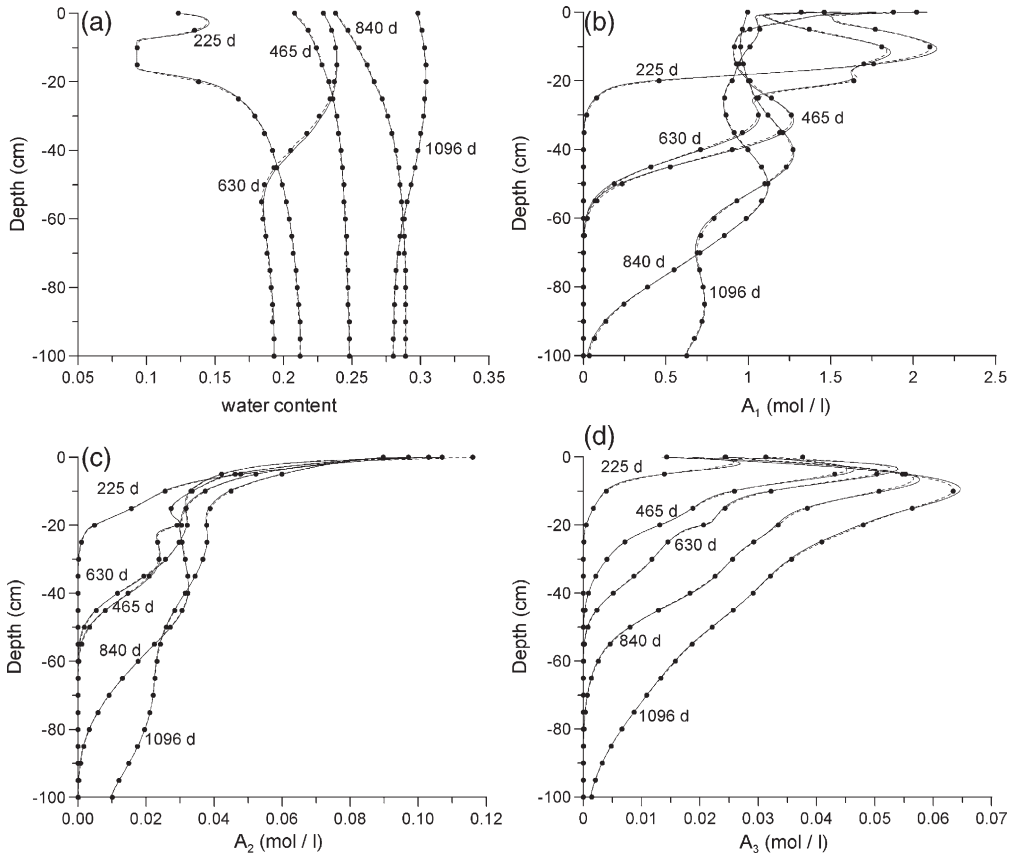 (a)
0
-20
-40
-60
-80
-100
Depth (cm)
225 d
465 d
840 d
1096 d
630 d
0.05
0.1
0.15
0.2
0.25
0.3
0.35
water content
(b)
0
-20
-40
-60
-80
-100
Depth (cm)
225 d
465 d
630 d
840 d
1096 d
0
0.5
1
1.5
2
2.5
A1 (mol / l)
(c)
0
-20
-40
-60
-80
-100
Depth (cm)
225 d
630 d
465 d
840 d
1096 d
0.00
0.02
0.04
0.06
0.08
0.10
0.12
A2 (mol / l)
(d)
0
-20
-40
-60
-80
-100
Depth (cm)
225 d
465 d
630 d
840 d
1096 d
0
0.01
0.02
0.03
0.04
0.05
0.06
0.07
A3 (mol / l)